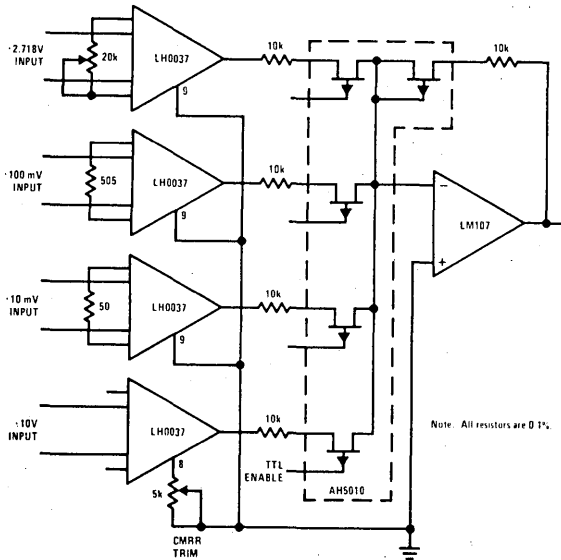 ·2.718V
INPUT
20k
LH0037
9
10k
10k
·100 mV
INPUT
505
LH0037
9
10k
−
LM107
+
·10 mV
INPUT
50
LH0037
9
10k
·10V
INPUT
LH0037
8
10k
Note. All resistors are 0 1%.
TTL
ENABLE
AH5010
5k
CMRR
TRIM